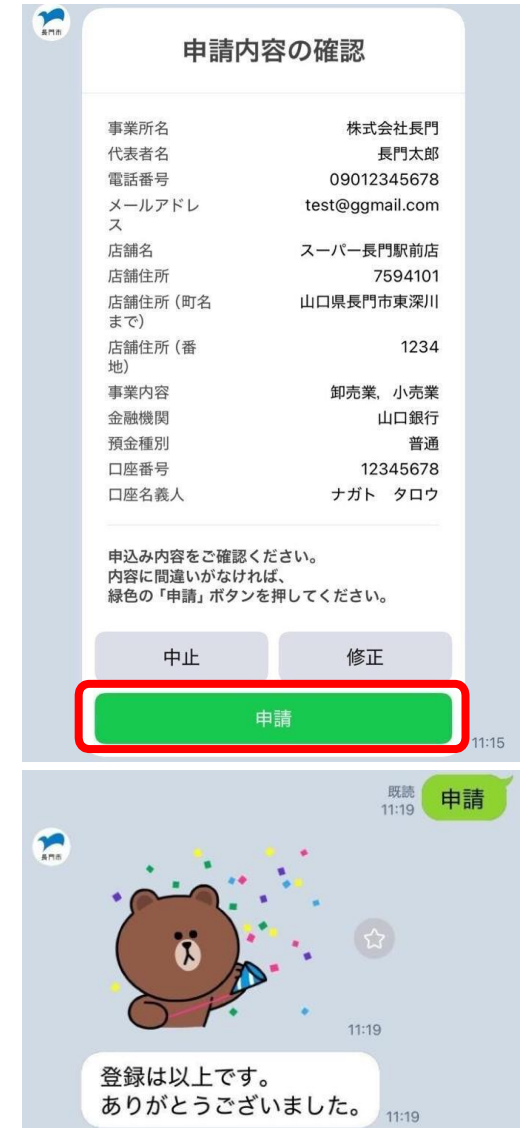 長門市
申請内容の確認
事業所名 株式会社長門
代表者名 長門太郎
電話番号 09012345678
メールアドレ test@ggmail.com
ス
店舗名 スーパー長門駅前店
店舗住所 7594101
店舗住所（町名 山口県長門市東深川
まで）
店舗住所（番 1234
地）
事業内容 卸売業, 小売業
金融機関 山口銀行
預金種別 普通
口座番号 12345678
口座名義人 ナガト　タロウ
申込み内容をご確認ください。
内容に間違いがなければ、
緑色の「申請」ボタンを押してください。
中止 修正
申請
11:15
既読
11:19 申請
長門市
11:19
登録は以上です。
ありがとうございました。 11:19